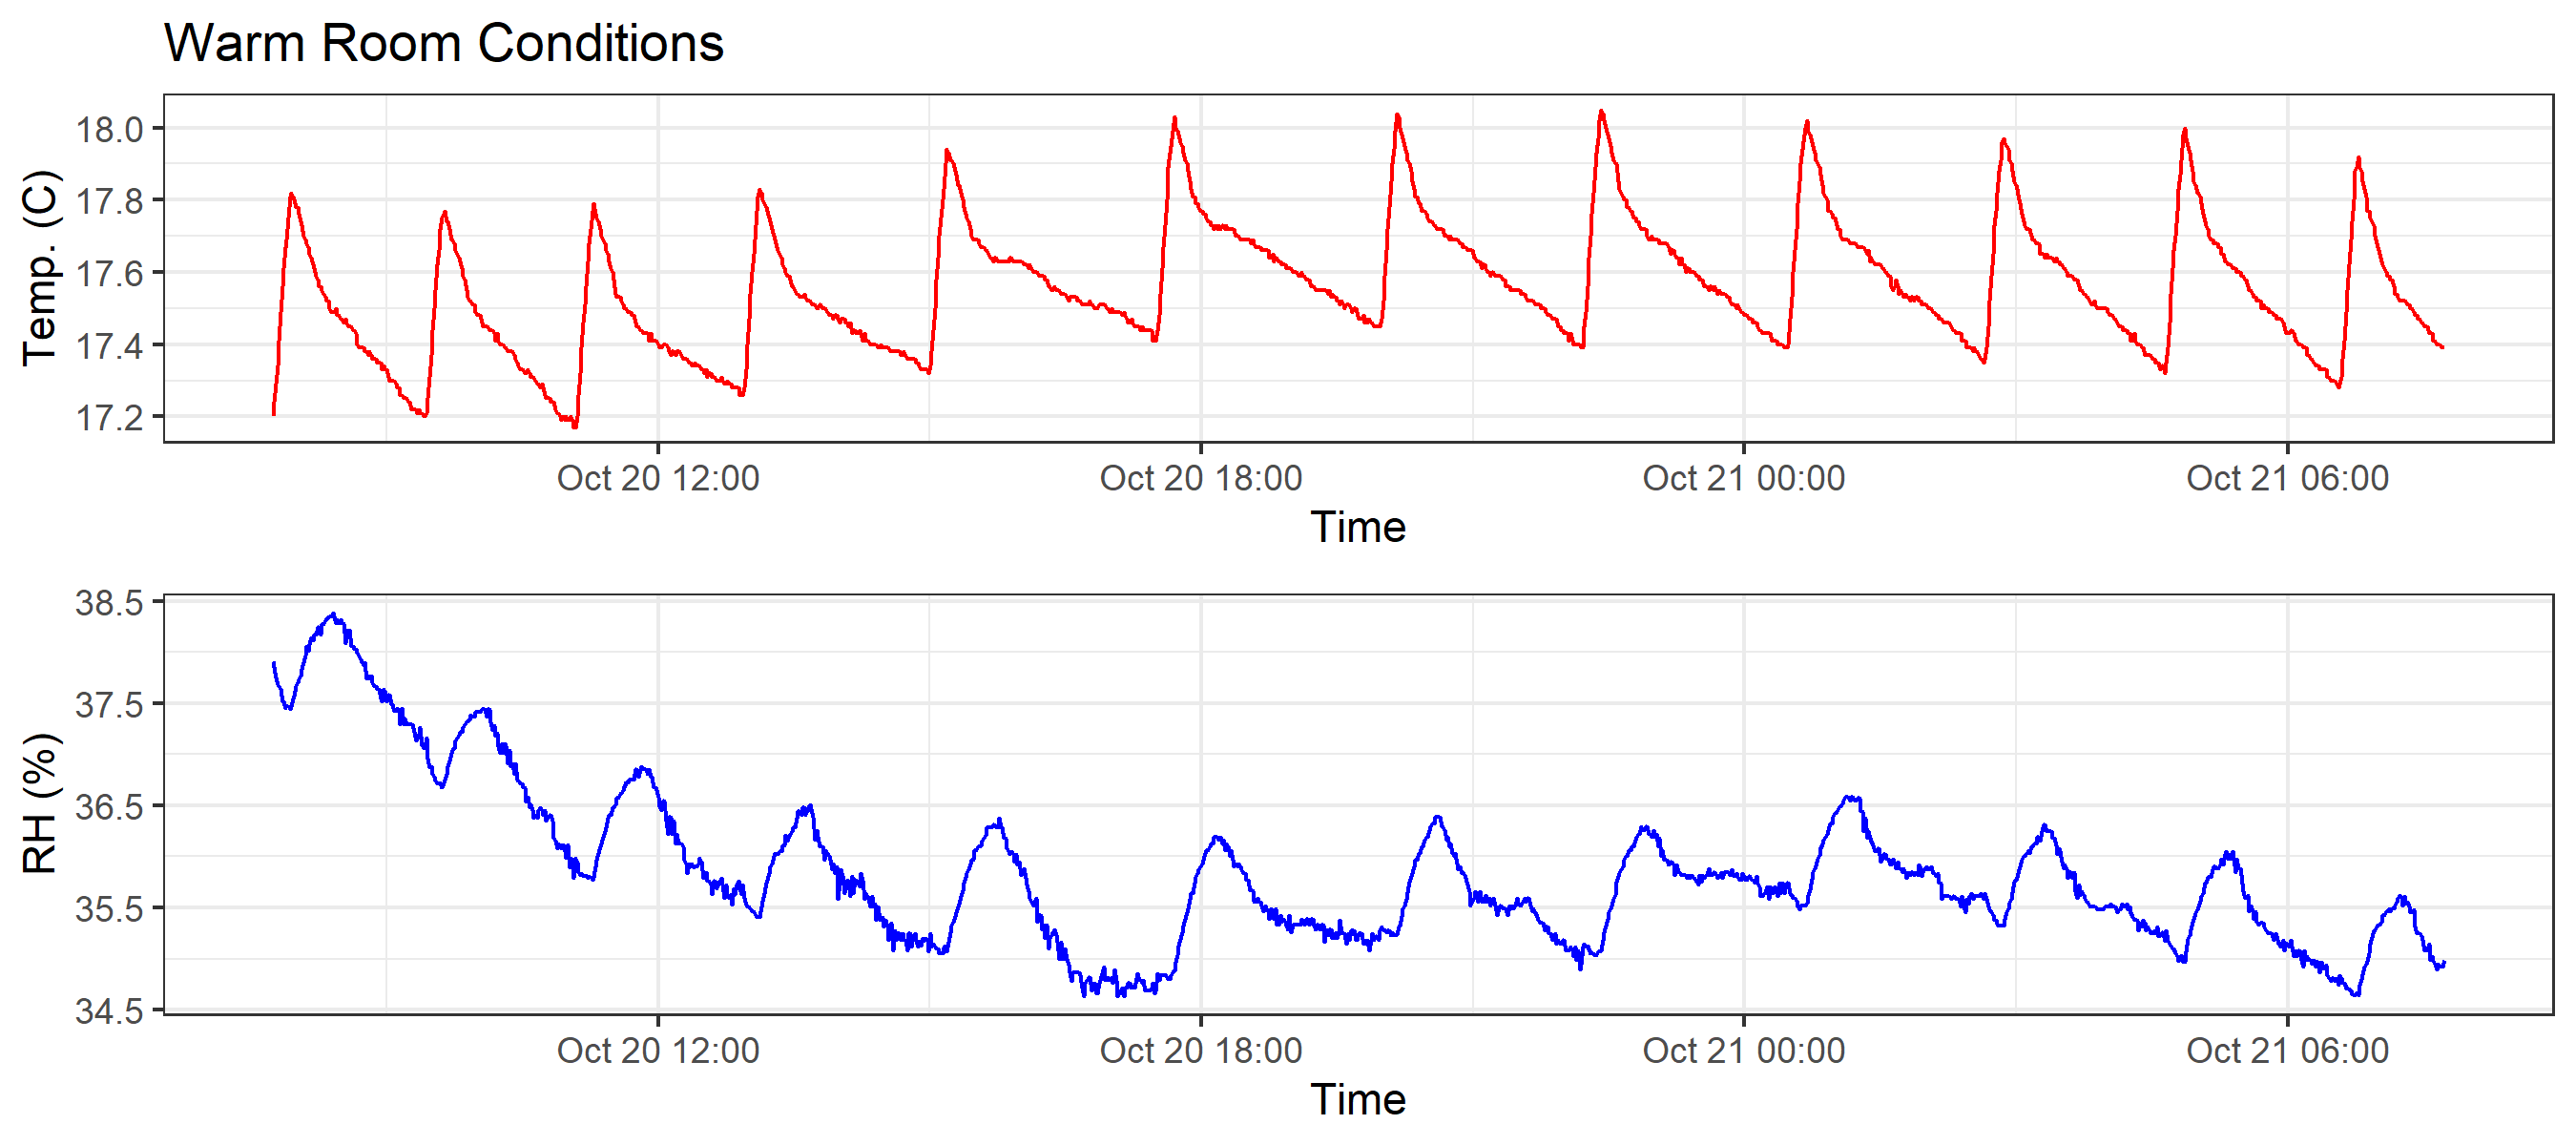 Warm Room Conditions
Temp. (C)
18.0
17.8
17.6
17.4
17.2
Oct 20 12:00 Oct 20 18:00 Oct 21 00:00 Oct 21 06:00
Time
RH (%)
38.5
37.5
36.5
35.5
34.5
Oct 20 12:00 Oct 20 18:00 Oct 21 00:00 Oct 21 06:00
Time